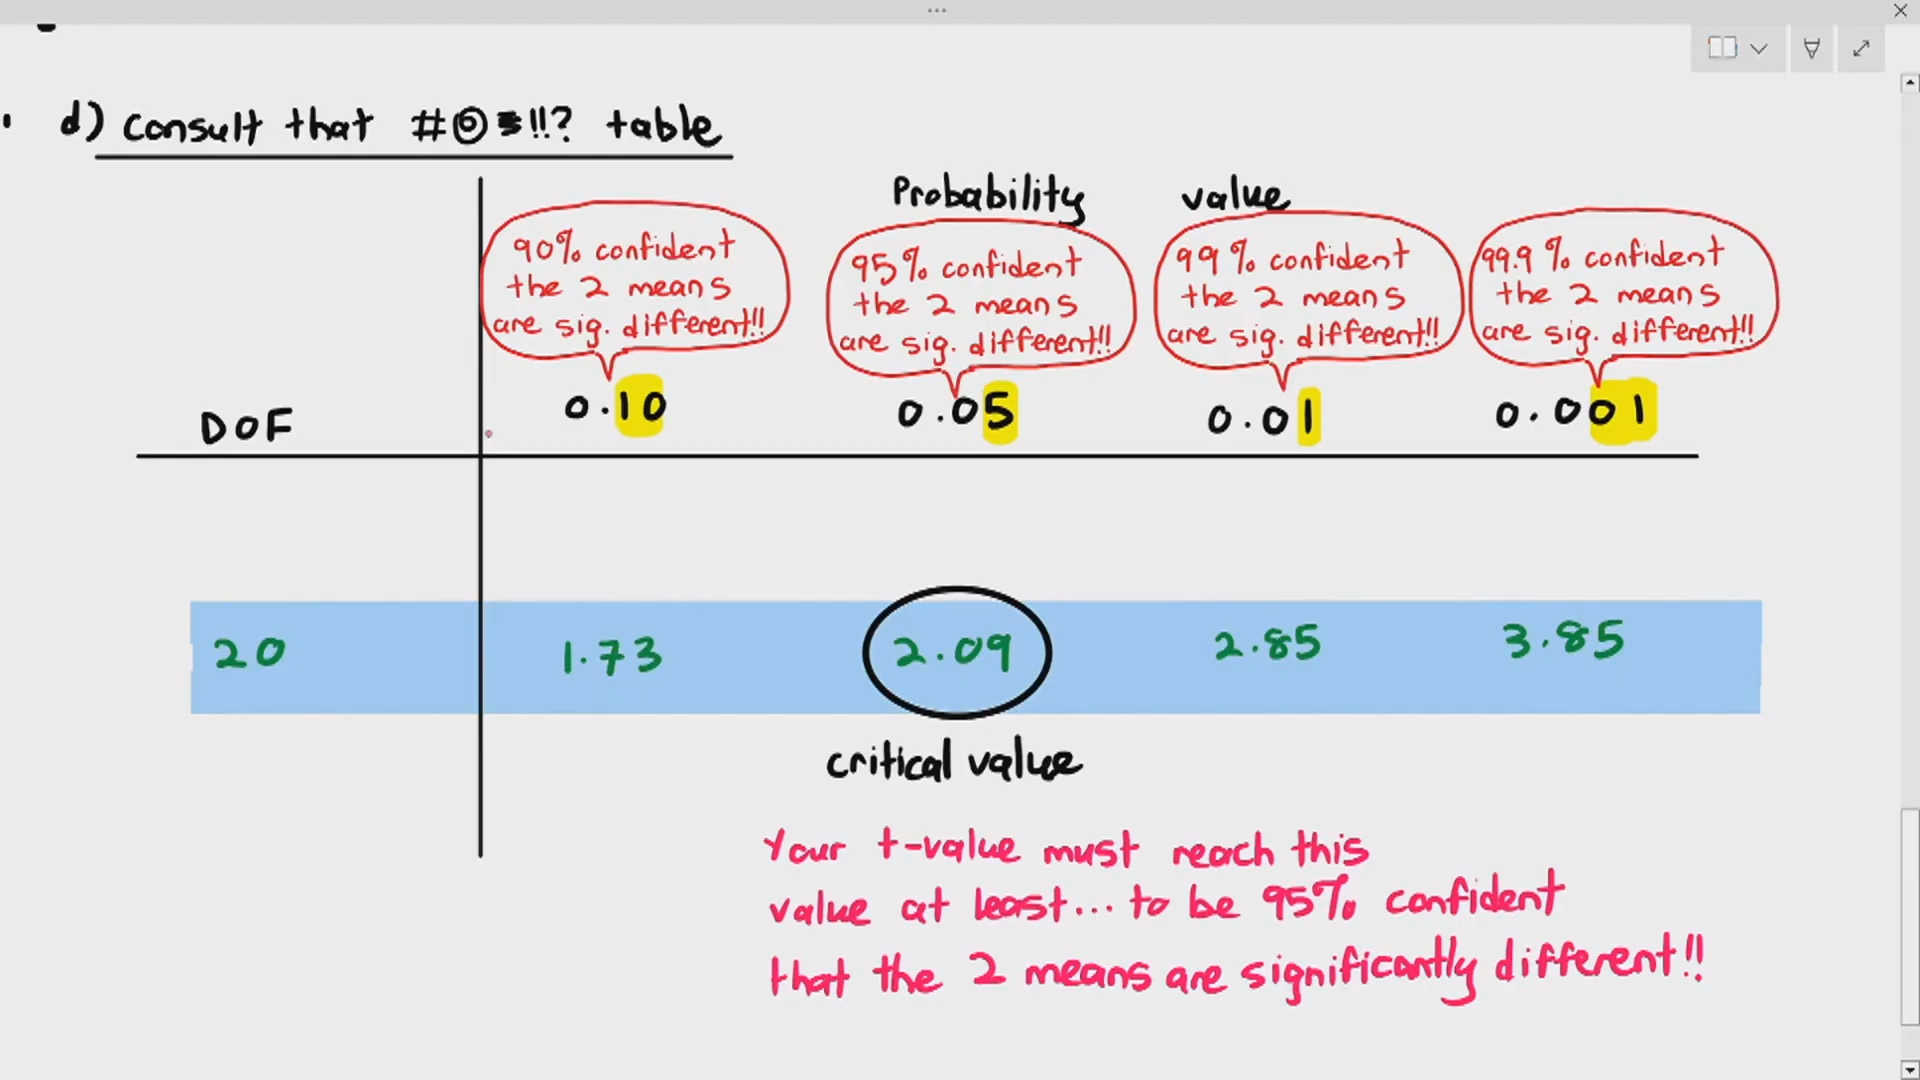 d) consult that #@*!!? table
Probability value
90% confident
the 2 means
are sig. different!!
95% confident
the 2 means
are sig. different!!
99% confident
the 2 means
are sig. different!!
99.9% confident
the 2 means
are sig. different!!
DOF 0.10 0.05 0.01 0.001
20 1.73 2.09 2.85 3.85
critical value
Your t-value must reach this
value at least... to be 95% confident
that the 2 means are significantly different!!